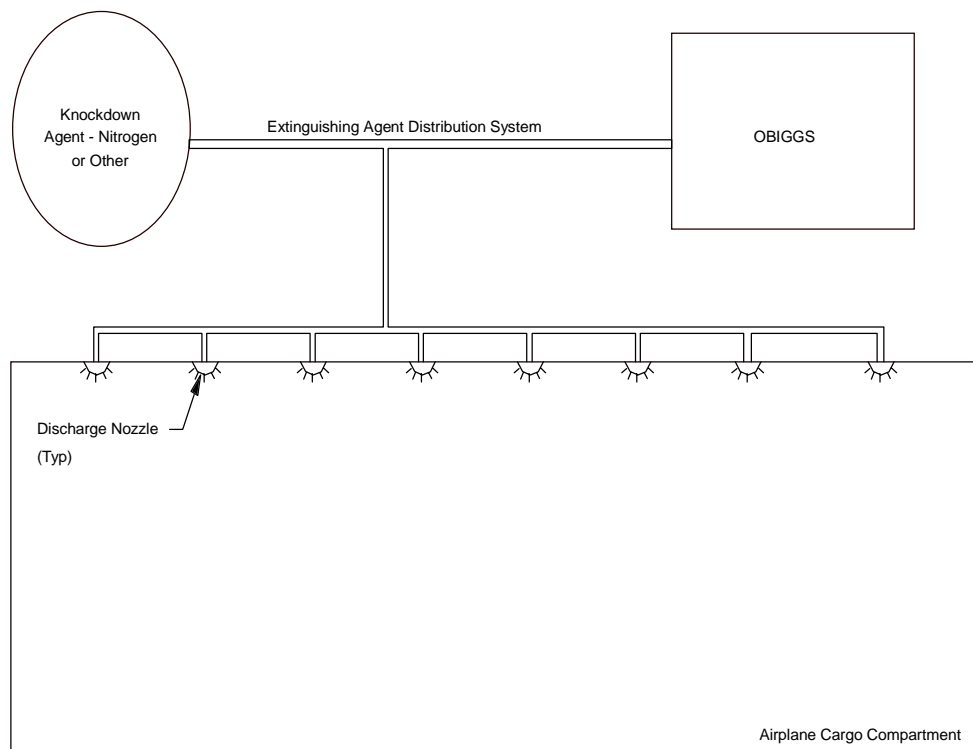 Knockdown
Agent - Nitrogen
or Other
Extinguishing Agent Distribution System
OBIGGS
Discharge Nozzle
(Typ)
Airplane Cargo Compartment